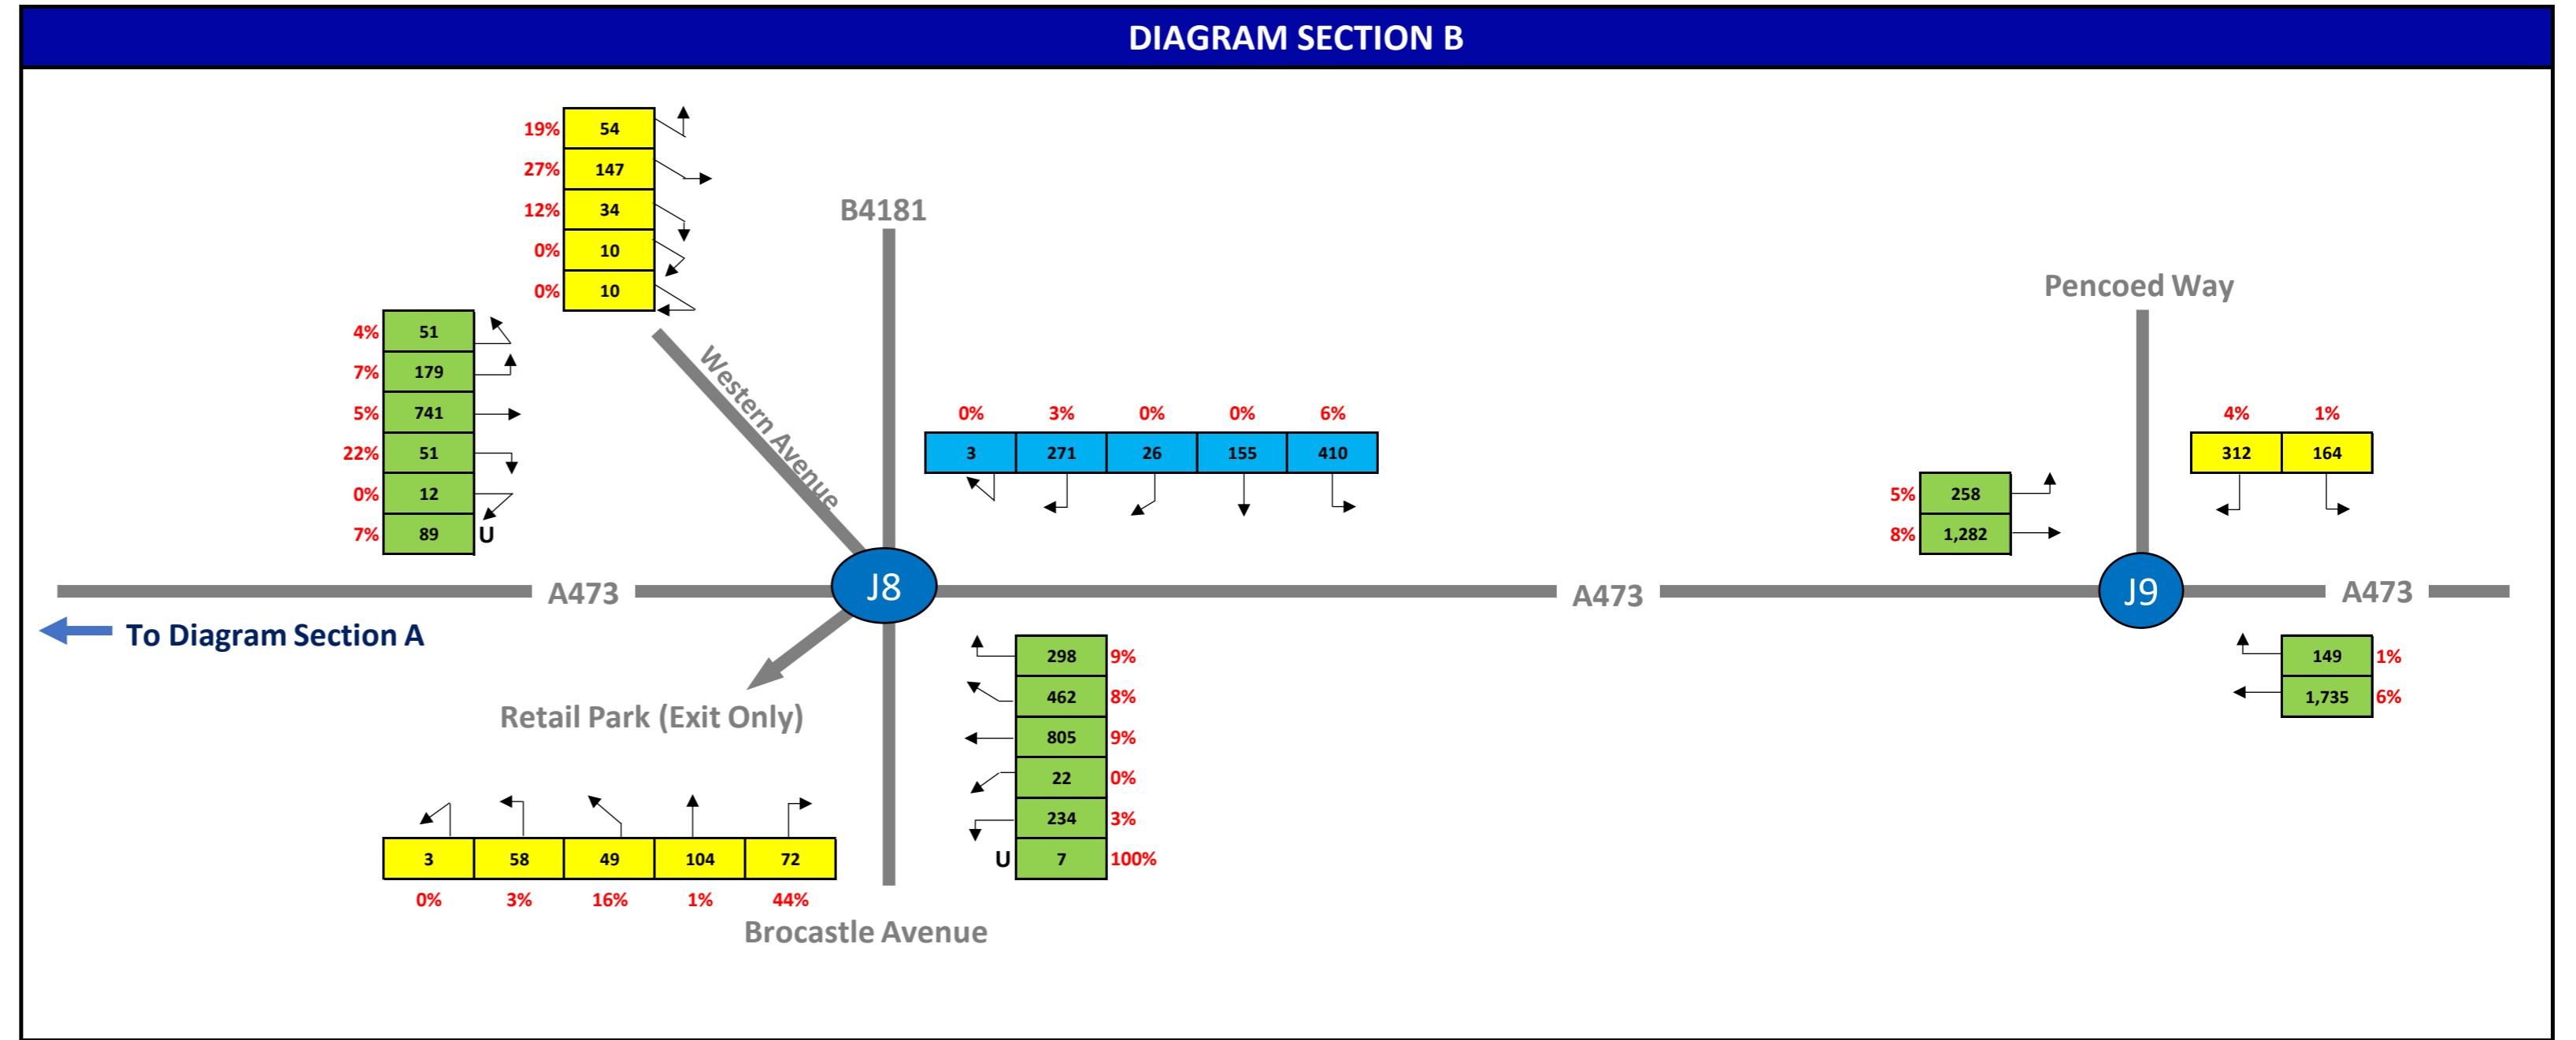 DIAGRAM SECTION B
19% 54
27% 147
12% 34
0% 10
0% 10
B4181
Pencoed Way
4% 51
7% 179
5% 741
22% 51
0% 12
7% 89 U
Western Avenue
0% 3% 0% 0% 6%
3 271 26 155 410
4% 1%
312 164
5% 258
8% 1,282
A473
J8
A473
J9
A473
To Diagram Section A
298 9%
462 8%
805 9%
22 0%
234 3%
U 7 100%
149 1%
1,735 6%
Retail Park (Exit Only)
3 58 49 104 72
0% 3% 16% 1% 44%
Brocastle Avenue